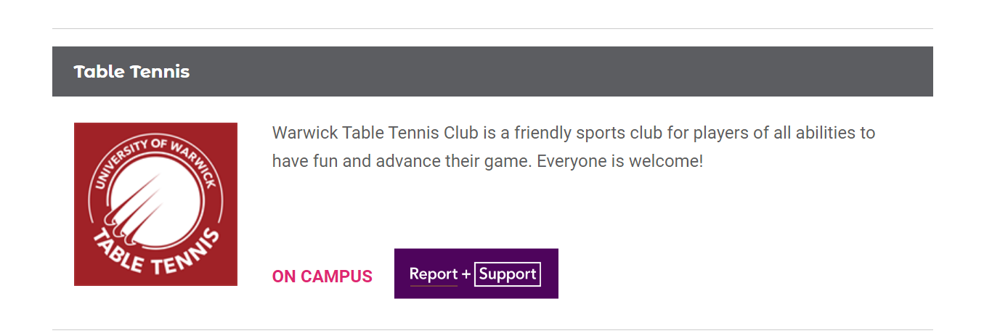 Table Tennis
UNIVERSITY OF WARWICK
TABLE TENNIS
Warwick Table Tennis Club is a friendly sports club for players of all abilities to
have fun and advance their game. Everyone is welcome!
ON CAMPUS
Report + Support